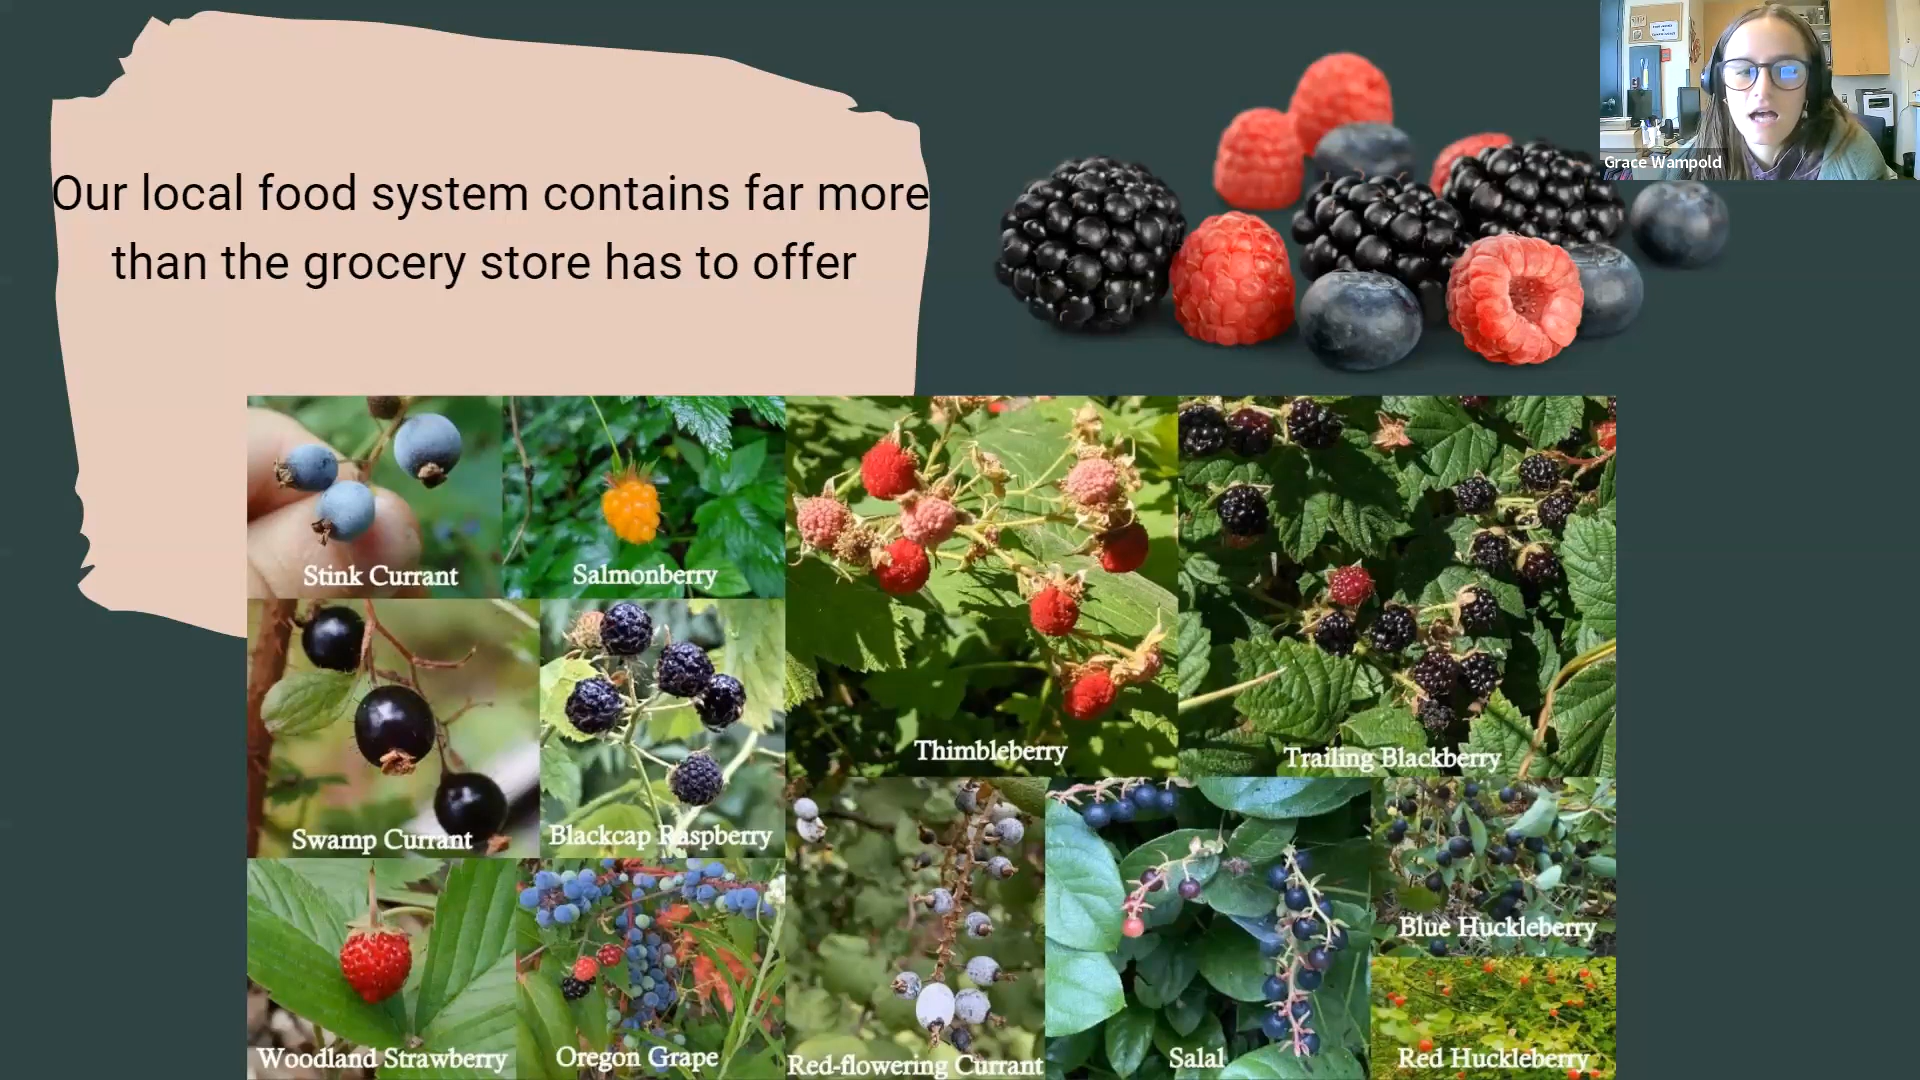 Our local food system contains far more
than the grocery store has to offer
Grace Wampold
Stink Currant
Salmonberry
Thimbleberry
Trailing Blackberry
Swamp Currant
Blackcap Raspberry
Blue Huckleberry
Woodland Strawberry
Oregon Grape
Red-flowering Currant
Salal
Red Huckleberry